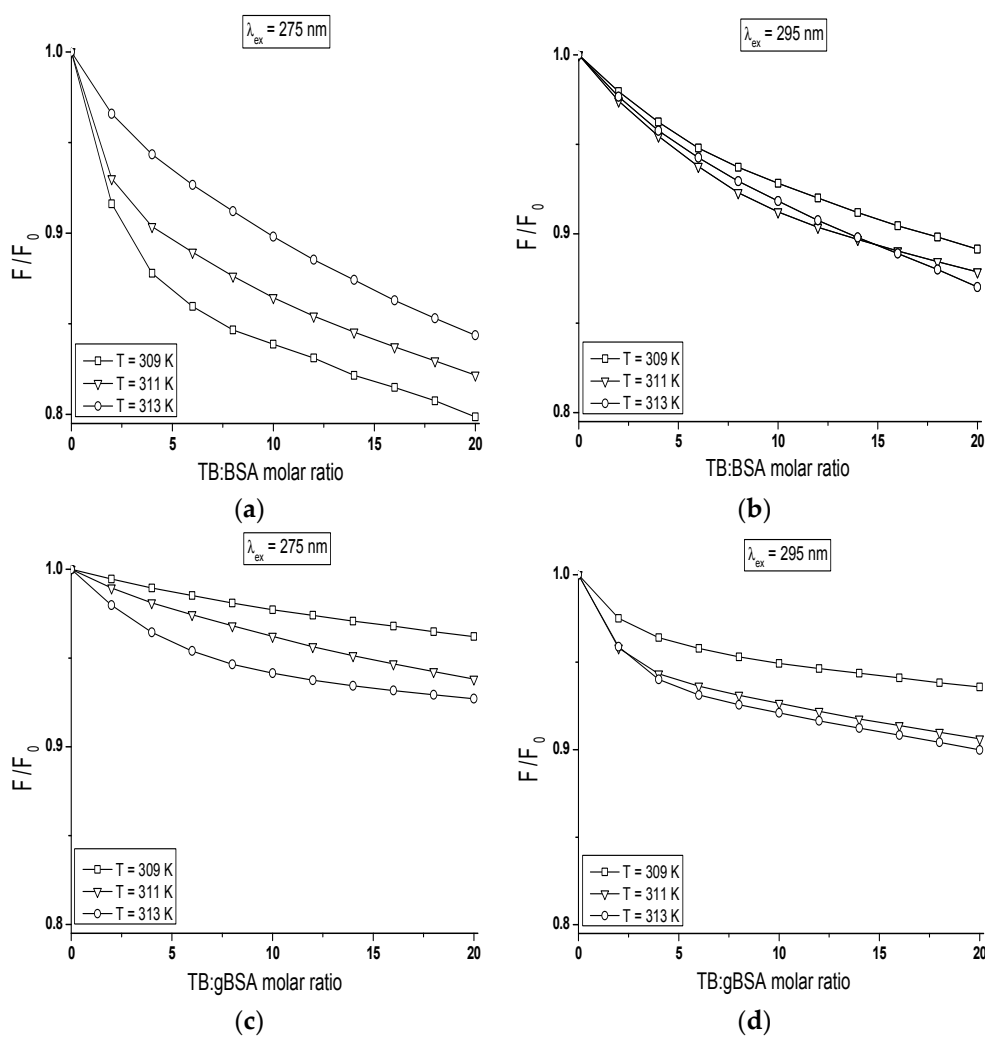 λex = 275 nm
1.0
0.9
0.8
F / F0
T = 309 K
T = 311 K
T = 313 K
0 5 10 15 20
TB:BSA molar ratio
(a)
λex = 295 nm
1.0
0.9
0.8
F / F0
T = 309 K
T = 311 K
T = 313 K
0 5 10 15 20
TB:BSA molar ratio
(b)
λex = 275 nm
1.0
0.9
0.8
F / F0
T = 309 K
T = 311 K
T = 313 K
0 5 10 15 20
TB:gBSA molar ratio
(c)
λex = 295 nm
1.0
0.9
0.8
F / F0
T = 309 K
T = 311 K
T = 313 K
0 5 10 15 20
TB:gBSA molar ratio
(d)